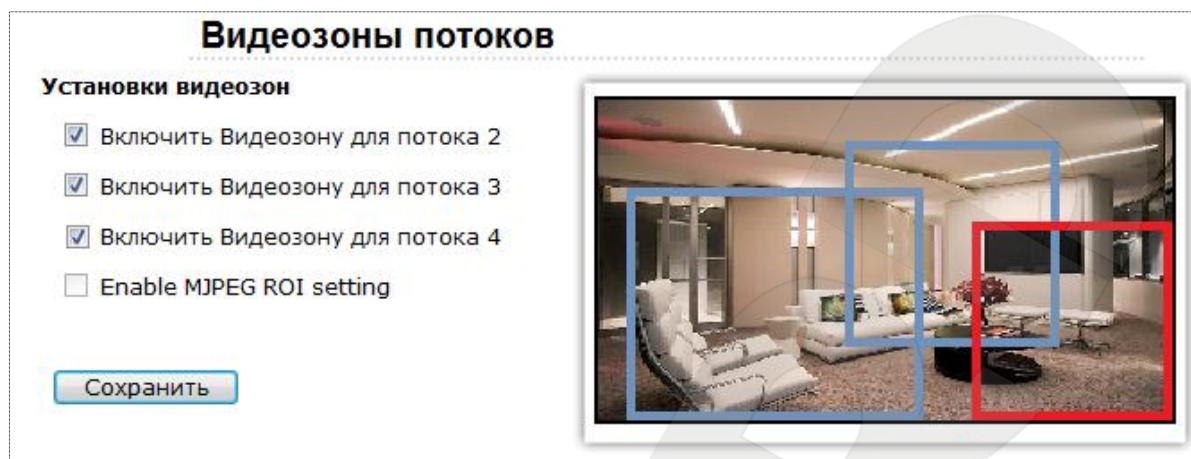 Видеозоны потоков
Установки видеозон
Включить Видеозону для потока 2
Включить Видеозону для потока 3
Включить Видеозону для потока 4
Enable MJPEG ROI setting
Сохранить